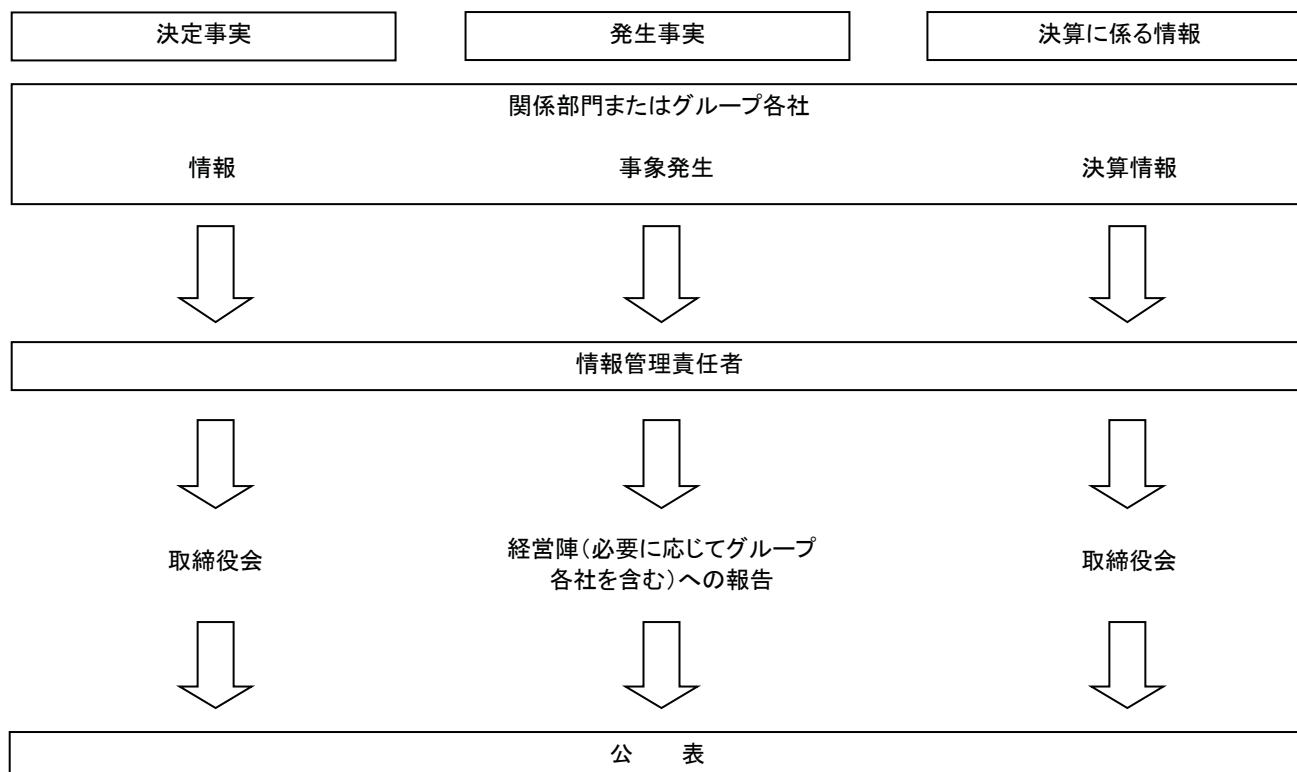 決定事実
発生事実
決算に係る情報
関係部門またはグループ各社
情報
事象発生
決算情報
情報管理責任者
取締役会
経営陣（必要に応じてグループ
各社を含む）への報告
取締役会
公　　表